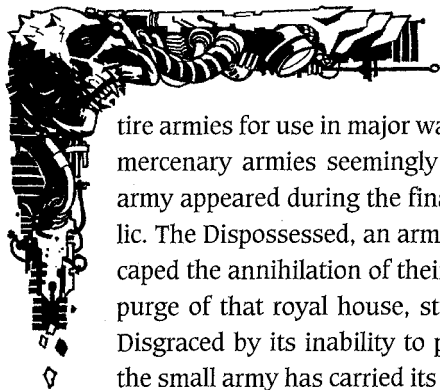 tire armies for use in major wa
mercenary armies seemingly
army appeared during the fina
lic. The Dispossessed, an arm
caped the annihilation of thei
purge of that royal house, st
Disgraced by its inability to p
the small army has carried its